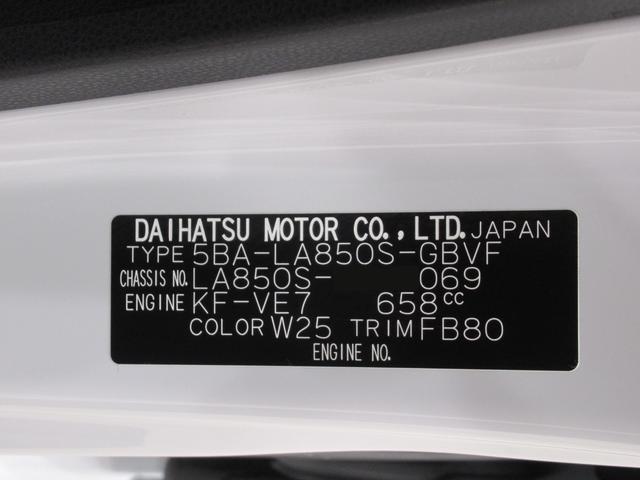 DAIHATSU MOTOR CO., LTD. JAPAN
TYPE 5BA-LA850S-GBVF
CHASSIS NO. LA850S- 069
ENGINE KF-VE7 658cc
COLOR W25 TRIM FB80
ENGINE NO.